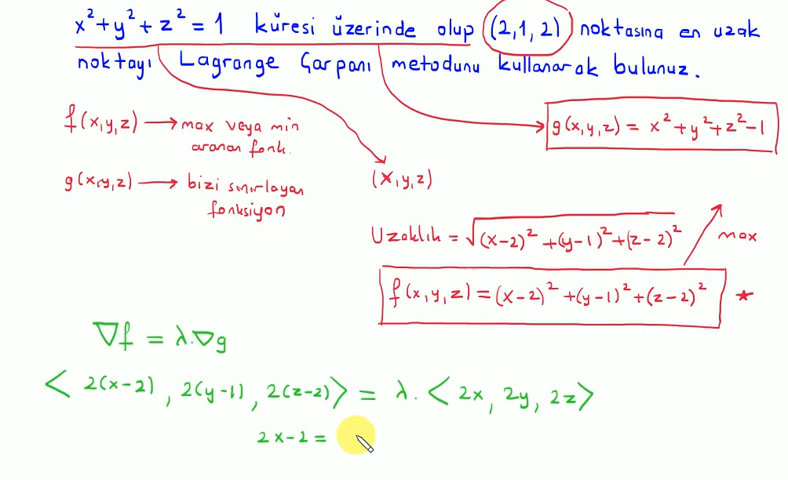 x² + y² + z² = 1 küresi üzerinde olup (2,1,2) noktasına en uzak
noktayı Lagrange Çarpanı metodunu kullanarak bulunuz.
f(x,y,z) → max veya min
aranan fonk.
g(x,y,z) = x² + y² + z² - 1
g(x,y,z) → bizi sınırlayan
fonksiyon
(x,y,z)
Uzaklık = √(x-2)² + (y-1)² + (z-2)²
max
f(x,y,z) = (x-2)² + (y-1)² + (z-2)² *
∇f = λ.∇g
< 2(x-2) , 2(y-1) , 2(z-2) > = λ. < 2x, 2y, 2z >
2x-2 =